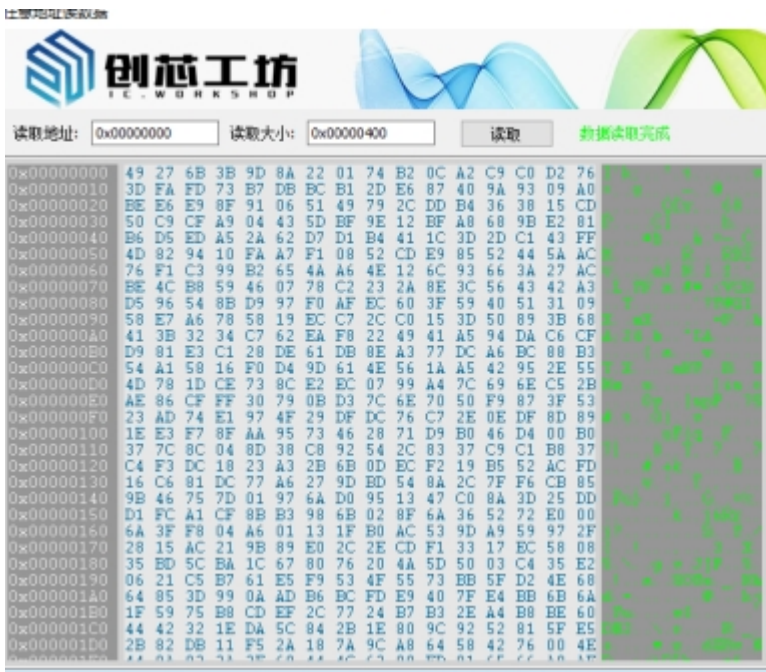 任意地址读数据
创芯工坊
IC.WORKSHOP
读取地址: 0x00000000 读取大小: 0x00000400 读取 数据读取完成
0x00000000 49 27 6B 3B 9D 8A 22 01 74 B2 0C A2 C9 C0 D2 76
0x00000010 3D FA FD 73 B7 DB BC B1 2D E6 87 40 9A 93 09 A0
0x00000020 BE E6 E9 8F 91 06 51 49 79 2C DD B4 36 38 15 CD
0x00000030 50 C9 CF A9 04 43 5D BF 9E 12 BF A8 68 9B E2 81
0x00000040 B6 D5 ED A5 2A 62 D7 D1 B4 41 1C 3D 2D C1 43 FF
0x00000050 4D 82 94 10 FA A7 F1 08 52 CD E9 85 52 44 5A AC
0x00000060 76 F1 C3 99 B2 65 4A A6 4E 12 6C 93 66 3A 27 AC
0x00000070 BE 4C B8 59 46 07 78 C2 23 2A 8E 3C 56 43 42 A3
0x00000080 D5 96 54 8B D9 97 F0 AF EC 60 3F 59 40 51 31 09
0x00000090 58 E7 A6 78 58 19 EC C7 2C C0 15 3D 50 89 3B 68
0x000000A0 41 3B 32 34 C7 62 EA F8 22 49 41 A5 94 DA C6 CF
0x000000B0 D9 81 E3 C1 28 DE 61 DB 8E A3 77 DC A6 BC 88 B3
0x000000C0 54 A1 58 16 F0 D4 9D 61 4E 56 1A A5 42 95 2E 55
0x000000D0 4D 78 1D CE 73 8C E2 EC 07 99 A4 7C 69 6E C5 2B
0x000000E0 AE 86 CF FF 30 79 0B D3 7C 6E 70 50 F9 87 3F 53
0x000000F0 23 AD 74 E1 97 4F 29 DF DC 76 C7 2E 0E DF 8D 89
0x00000100 1E E3 F7 8F AA 95 73 46 28 71 D9 B0 46 D4 00 B0
0x00000110 37 7C 8C 04 8D 38 C8 92 54 2C 83 37 C9 C1 B8 37
0x00000120 C4 F3 DC 18 23 A3 2B 6B 0D EC F2 19 B5 52 AC FD
0x00000130 16 C6 81 DC 77 A6 27 9D BD 54 8A 2C 7F F6 CB 85
0x00000140 9B 46 75 7D 01 97 6A D0 95 13 47 C0 8A 3D 25 DD
0x00000150 D1 FC A1 CF 8B B3 98 6B 02 8F 6A 36 52 72 E0 00
0x00000160 6A 3F F8 04 A6 01 13 1F B0 AC 53 9D A9 59 97 2F
0x00000170 28 15 AC 21 9B 89 E0 2C 2E CD F1 33 17 EC 58 08
0x00000180 35 BD 5C BA 1C 67 80 76 20 4A 5D 50 03 C4 35 E2
0x00000190 06 21 C5 B7 61 E5 F9 53 4F 55 73 BB 5F D2 4E 68
0x000001A0 64 85 3D 99 0A AD B6 BC FD E9 40 7F E4 BB 6B 6A
0x000001B0 1F 59 75 B8 CD EF 2C 77 24 B7 B3 2E A4 B8 BE 60
0x000001C0 44 42 32 1E DA 5C 84 2B 1E 80 9C 92 52 81 5F E5
0x000001D0 2B 82 DB 11 F5 2A 18 7A 9C A8 64 58 42 76 00 4E